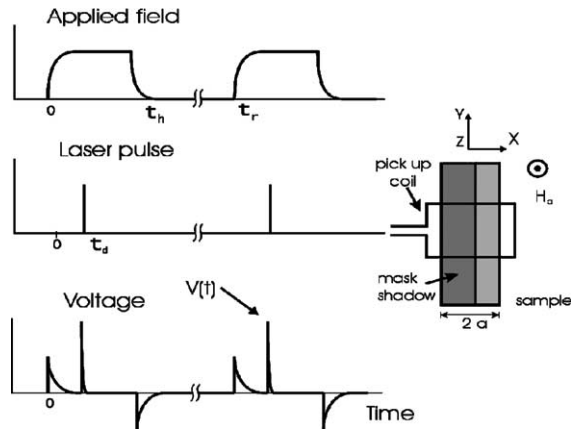 Applied field
0
t_h
t_r
Laser pulse
0
t_d
Voltage
V(t)
0
Time
Y
Z
X
pick up
coil
H_a
mask
shadow
sample
2 a